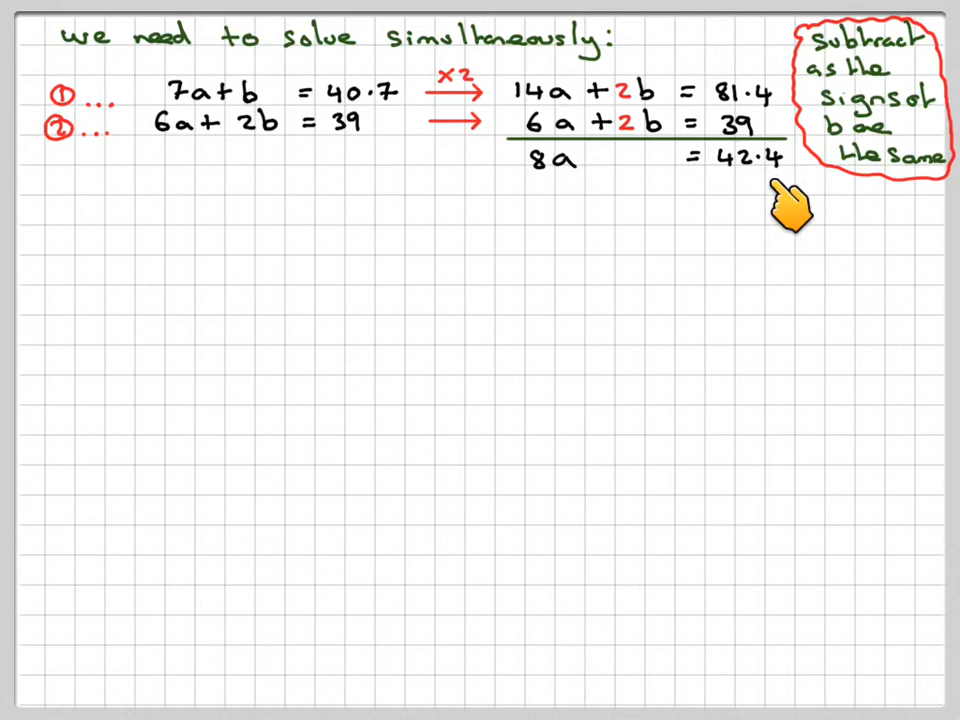 we need to solve simultaneously:
① ... 7a + b = 40·7 ×2 → 14a + 2b = 81·4
② ... 6a + 2b = 39 → 6a + 2b = 39
8a = 42·4
subtract
as the
signs of
b are
the same